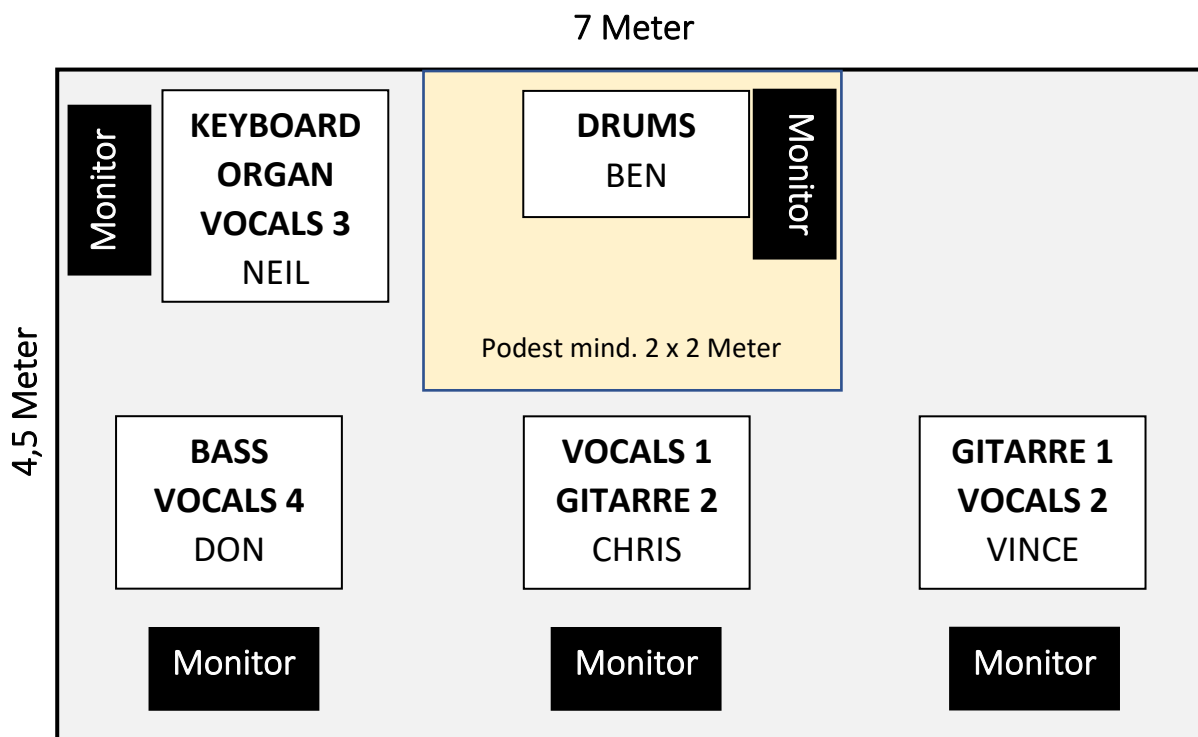 7 Meter
4,5 Meter
Monitor
KEYBOARD
ORGAN
VOCALS 3
NEIL
DRUMS
BEN
Monitor
Podest mind. 2 x 2 Meter
BASS
VOCALS 4
DON
VOCALS 1
GITARRE 2
CHRIS
GITARRE 1
VOCALS 2
VINCE
Monitor
Monitor
Monitor